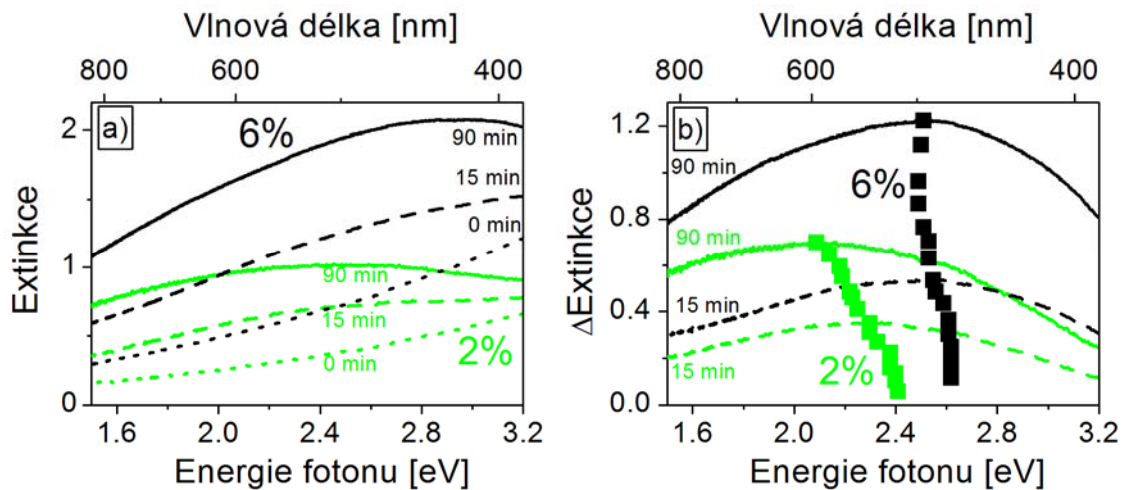 Vlnová délka [nm]
800 600 400
a)
6%
90 min
15 min
0 min
90 min
15 min
0 min
2%
2
1
0
Extinkce
1.6 2.0 2.4 2.8 3.2
Energie fotonu [eV]
Vlnová délka [nm]
800 600 400
b)
90 min
6%
90 min
15 min
15 min
2%
1.2
0.8
0.4
0.0
ΔExtinkce
1.6 2.0 2.4 2.8 3.2
Energie fotonu [eV]